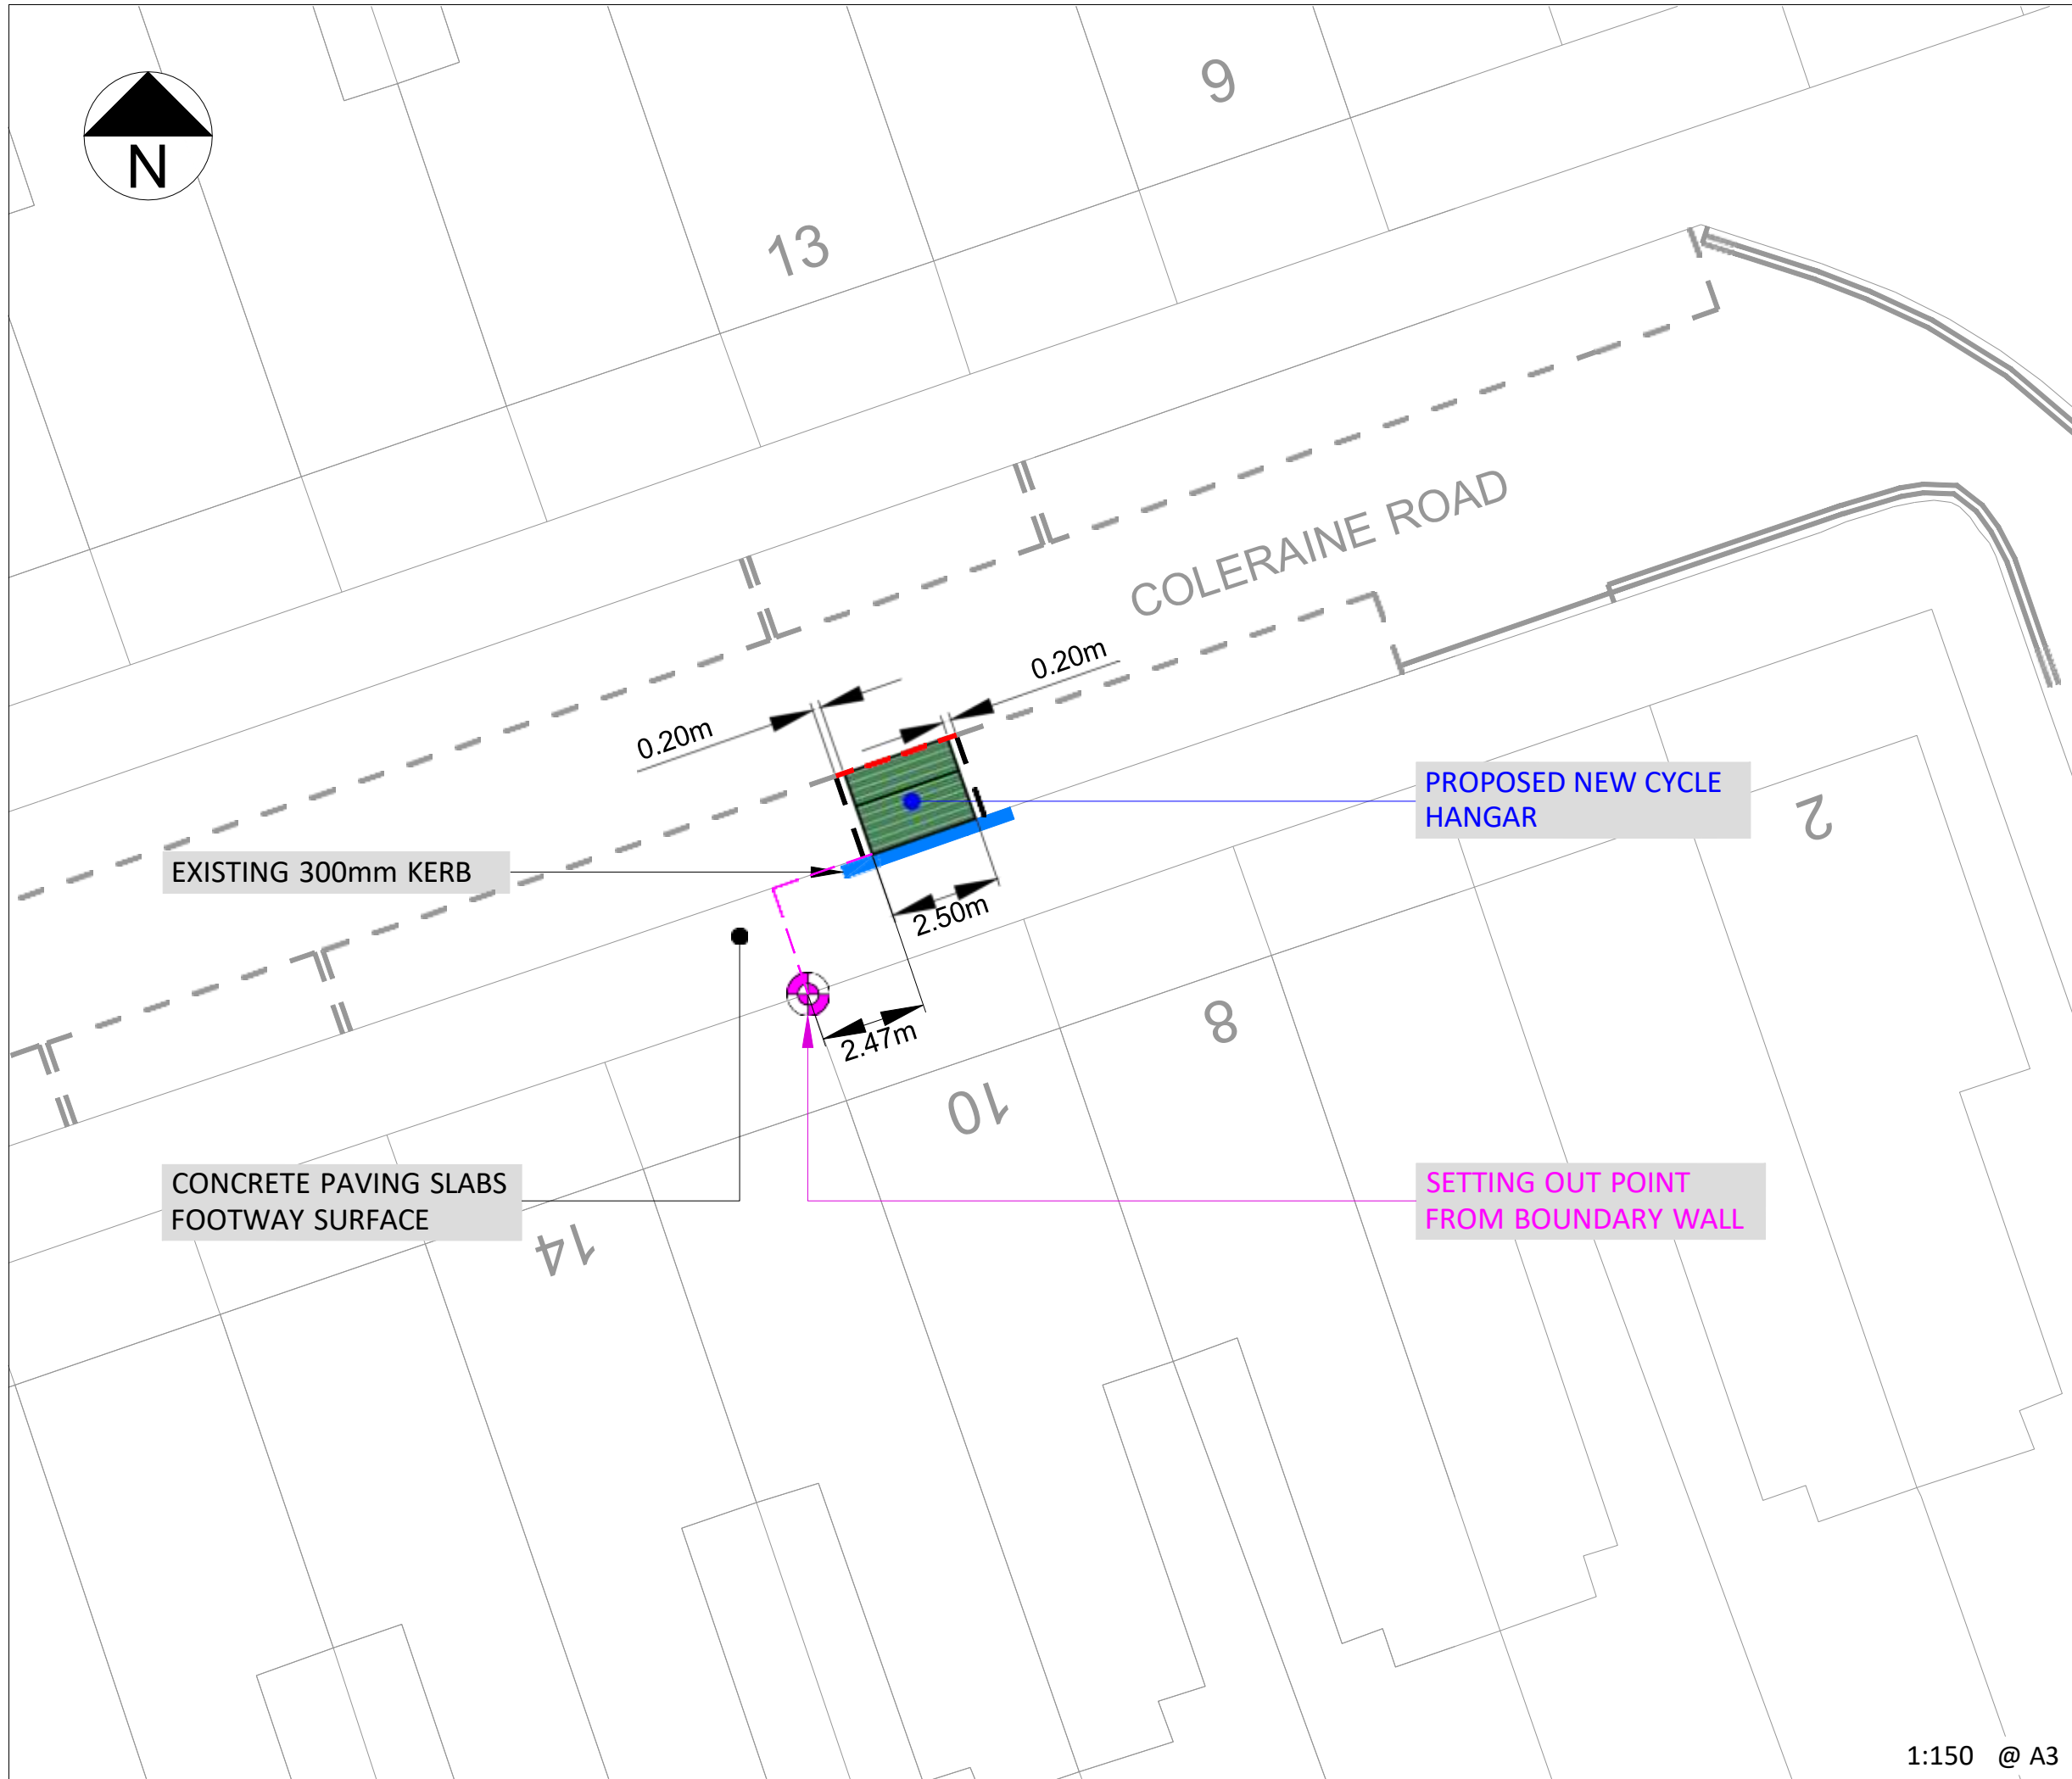 9
N
13
COLERAINE ROAD
0.20m
0.20m
PROPOSED NEW CYCLE
HANGAR
2
EXISTING 300mm KERB
2.50m
2.47m
8
10
CONCRETE PAVING SLABS
FOOTWAY SURFACE
SETTING OUT POINT
FROM BOUNDARY WALL
14
1:150 @ A3